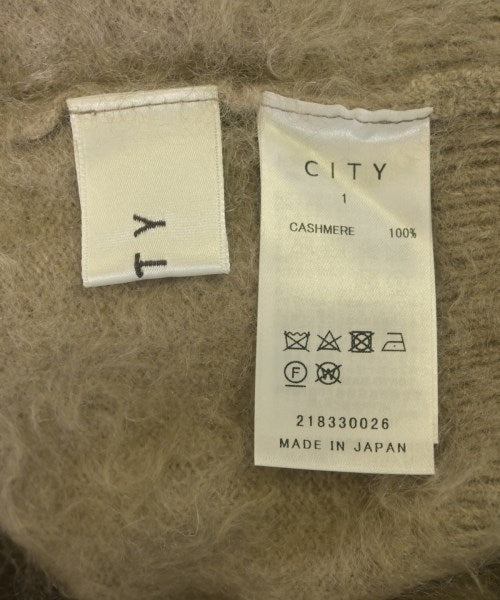 TY
CITY
1
CASHMERE 100%
F W
218330026
MADE IN JAPAN